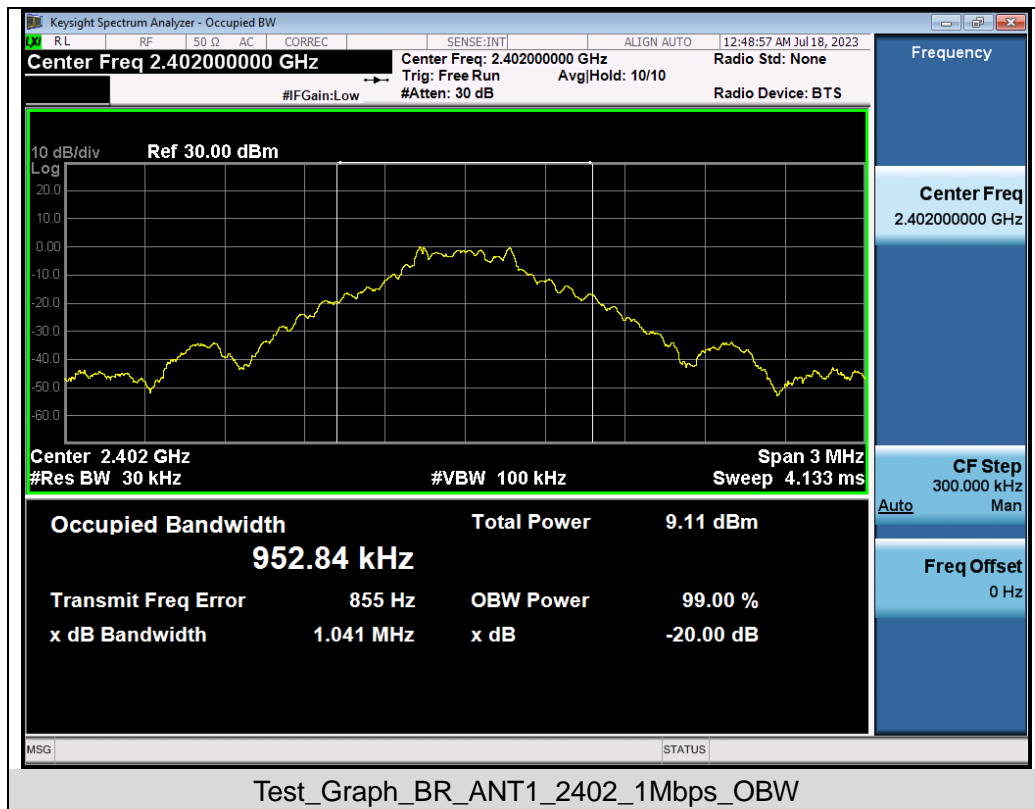 Keysight Spectrum Analyzer - Occupied BW
LXI RL RF 50 Ω AC CORREC SENSE:INT ALIGN AUTO 12:48:57 AM Jul 18, 2023
Center Freq 2.402000000 GHz
Center Freq: 2.402000000 GHz
Radio Std: None
Trig: Free Run Avg|Hold: 10/10
#IFGain:Low
#Atten: 30 dB
Radio Device: BTS
10 dB/div Ref 30.00 dBm
Log
20.0
10.0
0.00
-10.0
-20.0
-30.0
-40.0
-50.0
-60.0
Center 2.402 GHz Span 3 MHz
#Res BW 30 kHz #VBW 100 kHz Sweep 4.133 ms
Occupied Bandwidth Total Power 9.11 dBm
952.84 kHz
Transmit Freq Error 855 Hz OBW Power 99.00 %
x dB Bandwidth 1.041 MHz x dB -20.00 dB
Frequency
Center Freq
2.402000000 GHz
CF Step
300.000 kHz
Auto Man
Freq Offset
0 Hz
MSG STATUS
Test_Graph_BR_ANT1_2402_1Mbps_OBW